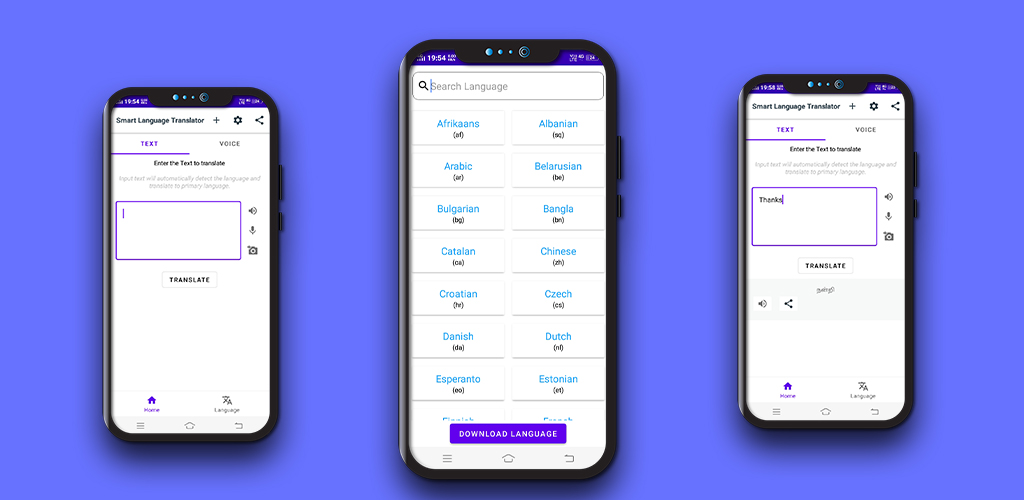 19:54
Smart Language Translator
TEXT VOICE
Enter the Text to translate
Input text will automatically detect the language and
translate to primary language.
TRANSLATE
Home Language
19:54
Search Language
Afrikaans Albanian
(af) (sq)
Arabic Belarusian
(ar) (be)
Bulgarian Bangla
(bg) (bn)
Catalan Chinese
(ca) (zh)
Croatian Czech
(hr) (cs)
Danish Dutch
(da) (nl)
Esperanto Estonian
(eo) (et)
Finnish French
DOWNLOAD LANGUAGE
19:58
Smart Language Translator
TEXT VOICE
Enter the Text to translate
Input text will automatically detect the language and
translate to primary language.
Thanks
TRANSLATE
நன்றி
Home Language